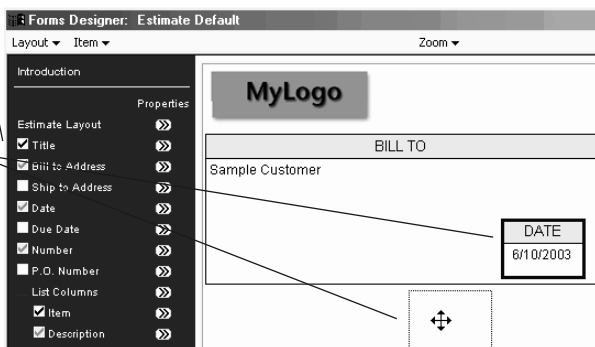 Forms Designer: Estimate Default
Layout Item Zoom
Introduction
Properties
Estimate Layout
Title
Bill to Address
Ship to Address
Date
Due Date
Number
P.O. Number
List Columns
Item
Description
MyLogo
BILL TO
Sample Customer
DATE
6/10/2003